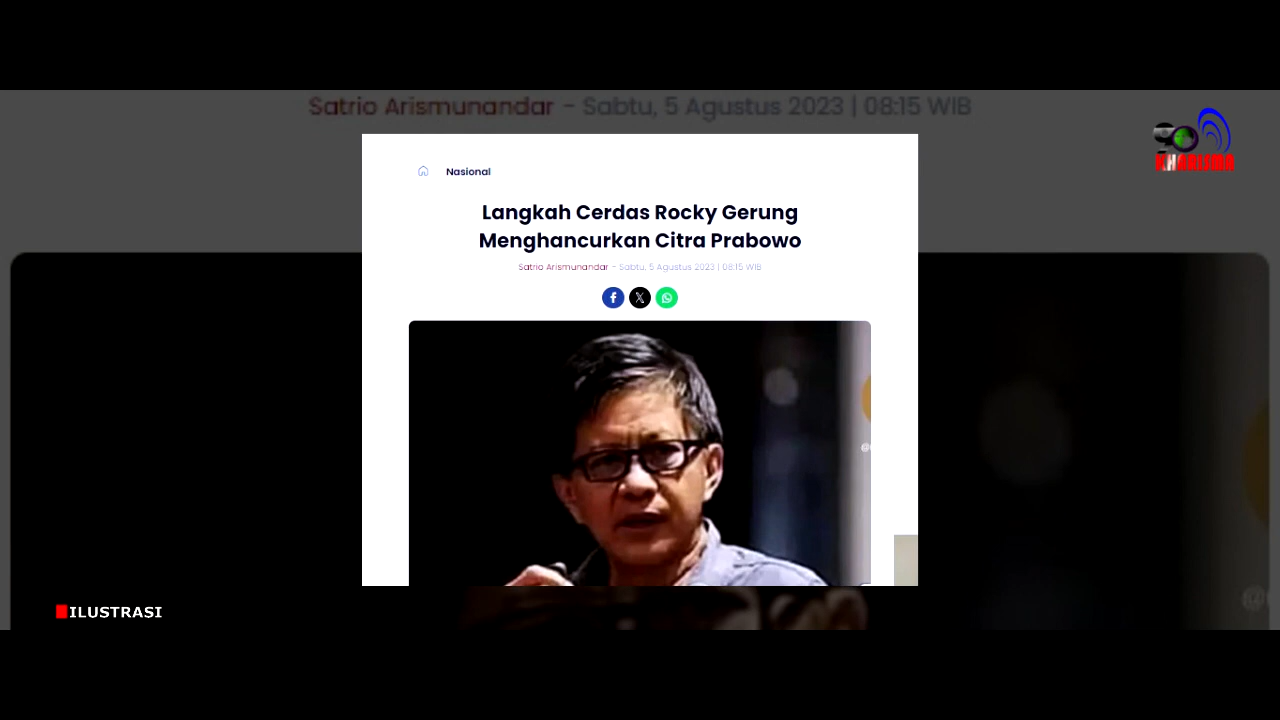 Satrio Arismunandar - Sabtu, 5 Agustus 2023 | 08:15 WIB
KHARISMA
Nasional
Langkah Cerdas Rocky Gerung
Menghancurkan Citra Prabowo
Satrio Arismunandar - Sabtu, 5 Agustus 2023 | 08:15 WIB
ILUSTRASI